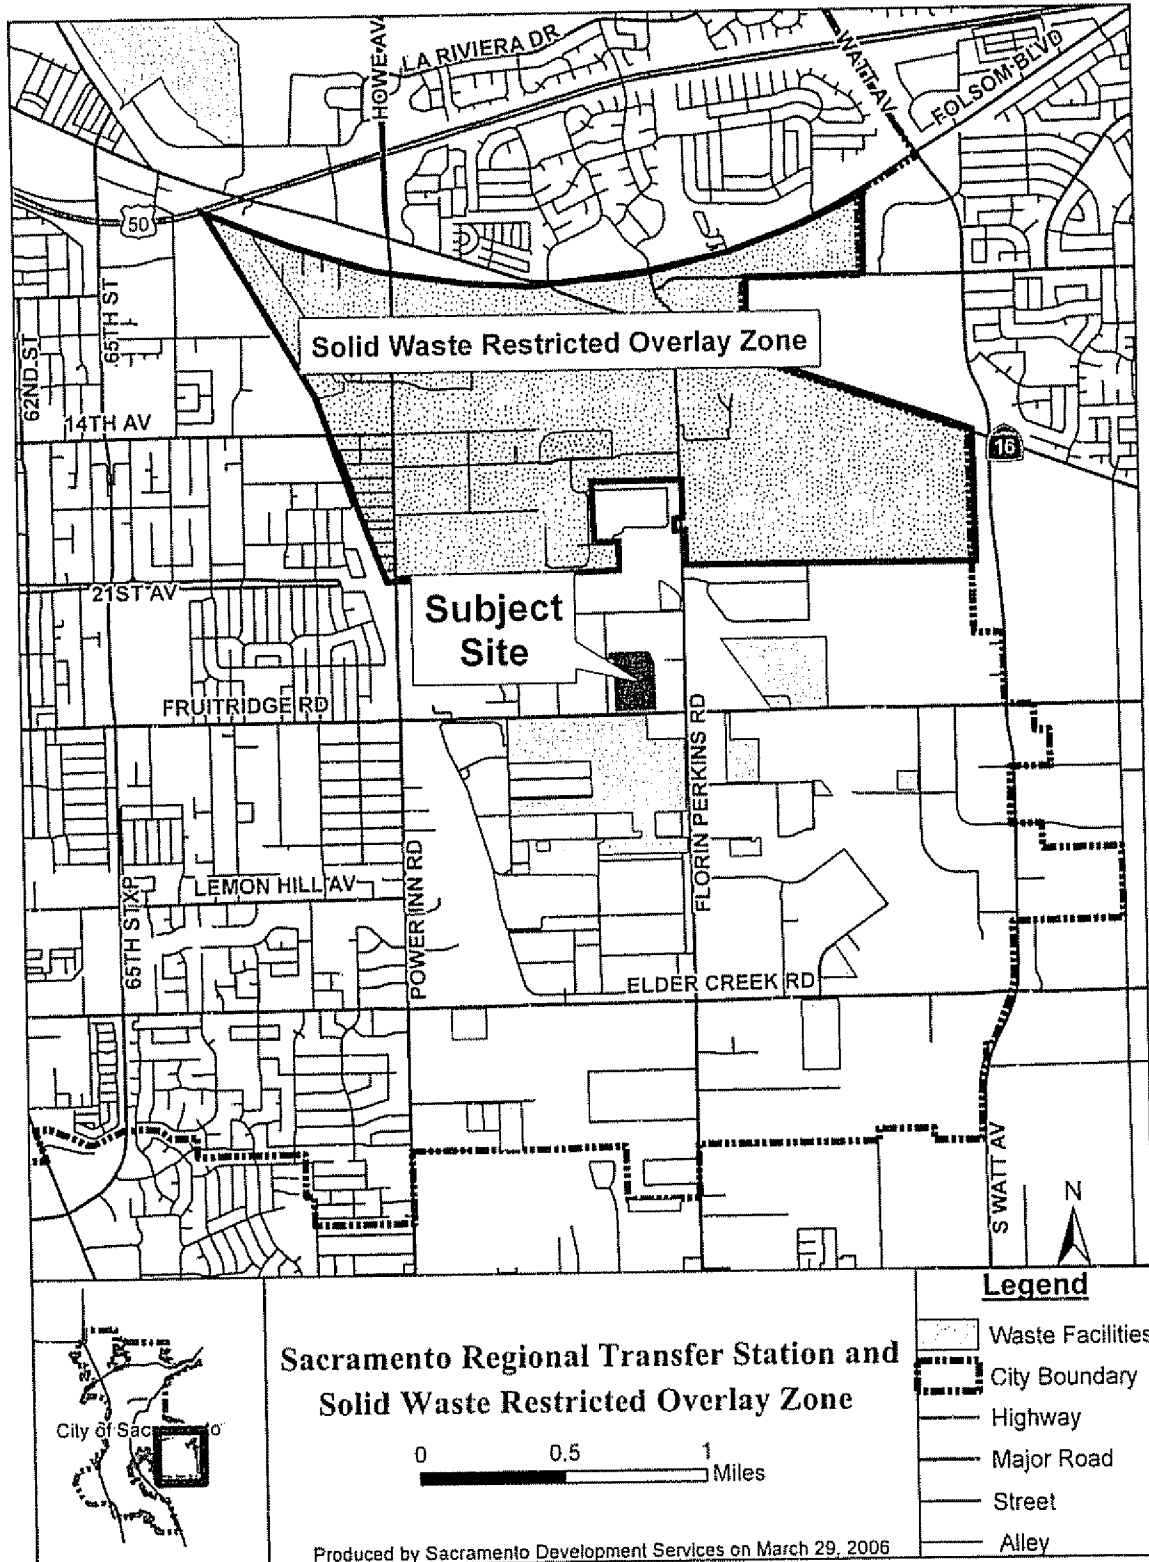 HOWE AV
LA RIVIERA DR
WATT AV
FOLSOM BLVD
50
65TH ST
62ND ST
Solid Waste Restricted Overlay Zone
14TH AV
16
21ST AV
Subject
Site
FRUITRIDGE RD
FLORIN PERKINS RD
POWER INN RD
LEMON HILL AV
65TH ST XP
ELDER CREEK RD
S WATT AV
N
Legend
Waste Facilities
City Boundary
Highway
Major Road
Street
Alley
Sacramento Regional Transfer Station and
Solid Waste Restricted Overlay Zone
City of Sacramento
0 0.5 1
Miles
Produced by Sacramento Development Services on March 29, 2006